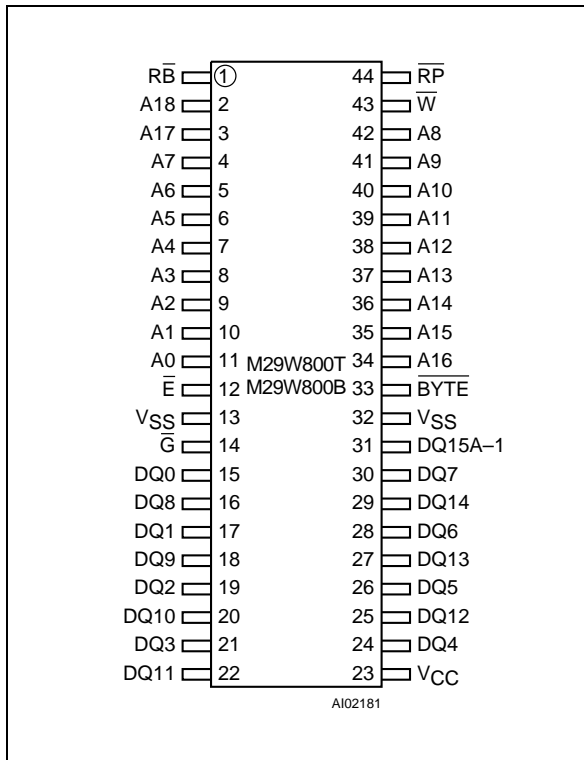 RB̅ 1 44 R̅P̅
A18 2 43 W̅
A17 3 42 A8
A7 4 41 A9
A6 5 40 A10
A5 6 39 A11
A4 7 38 A12
A3 8 37 A13
A2 9 36 A14
A1 10 35 A15
A0 11 M29W800T 34 A16
E̅ 12 M29W800B 33 B̅Y̅T̅E̅
VSS 13 32 VSS
G̅ 14 31 DQ15A–1
DQ0 15 30 DQ7
DQ8 16 29 DQ14
DQ1 17 28 DQ6
DQ9 18 27 DQ13
DQ2 19 26 DQ5
DQ10 20 25 DQ12
DQ3 21 24 DQ4
DQ11 22 23 VCC
AI02181